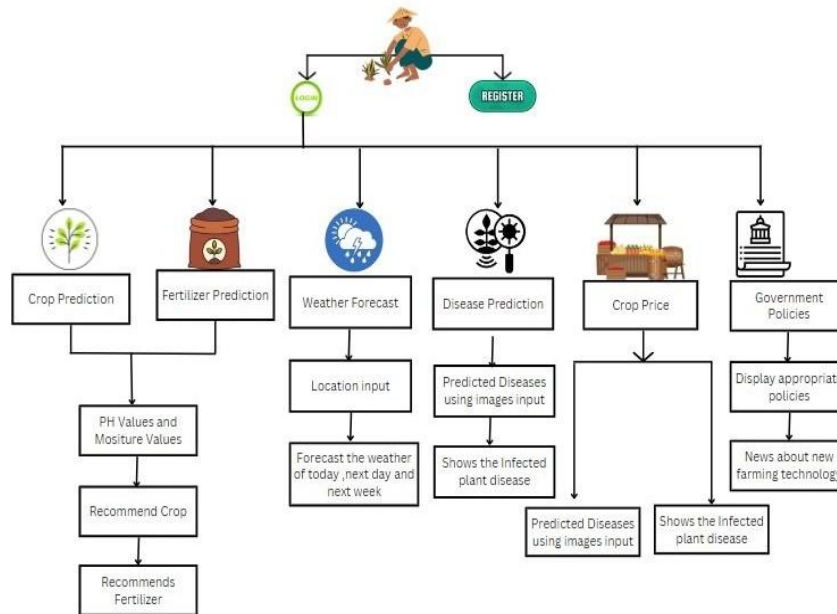 LOGIN
REGISTER
Crop Prediction
Fertilizer Prediction
Weather Forecast
Disease Prediction
Crop Price
Government
Policies
Location input
Predicted Diseases
using images input
Display appropriat
policies
PH Values and
Mositure Values
Forecast the weather
of today ,next day and
next week
Shows the Infected
plant disease
News about new
farming technology
Recommend Crop
Predicted Diseases
using images input
Shows the Infected
plant disease
Recommends
Fertilizer